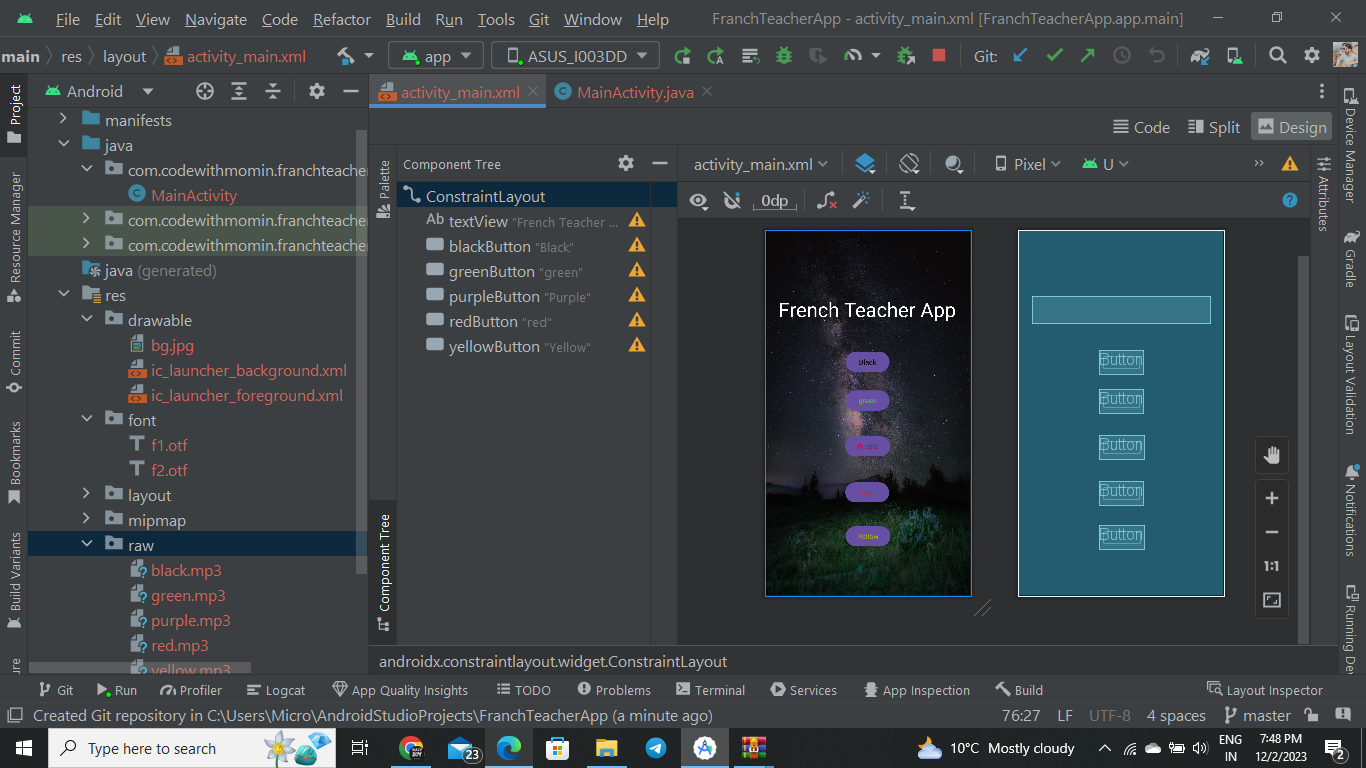 File Edit View Navigate Code Refactor Build Run Tools Git Window Help FranchTeacherApp - activity_main.xml [FranchTeacherApp.app.main]
main res layout activity_main.xml app ASUS_I003DD Git:
Project
Android
manifests
java
com.codewithmomin.franchteache
MainActivity
com.codewithmomin.franchteache
com.codewithmomin.franchteache
java (generated)
res
drawable
bg.jpg
ic_launcher_background.xml
ic_launcher_foreground.xml
font
f1.otf
f2.otf
layout
mipmap
raw
black.mp3
green.mp3
purple.mp3
red.mp3
yellow.mp3
Resource Manager
Commit
Bookmarks
Build Variants
ure
activity_main.xml MainActivity.java
Code Split Design
Palette
Component Tree
Component Tree
ConstraintLayout
Ab textView "French Teacher ...
blackButton "Black"
greenButton "green"
purpleButton "Purple"
redButton "red"
yellowButton "Yellow"
activity_main.xml Pixel U
0dp
French Teacher App
Black
green
Purple
red
Yellow
Button
Button
Button
Button
Button
1:1
Attributes
Device Manager
Gradle
Layout Validation
Notifications
Running De
androidx.constraintlayout.widget.ConstraintLayout
Git Run Profiler Logcat App Quality Insights TODO Problems Terminal Services App Inspection Build Layout Inspector
Created Git repository in C:\Users\Micro\AndroidStudioProjects\FranchTeacherApp (a minute ago) 76:27 LF UTF-8 4 spaces master
Type here to search 23 10°C Mostly cloudy ENG IN 7:48 PM 12/2/2023 2